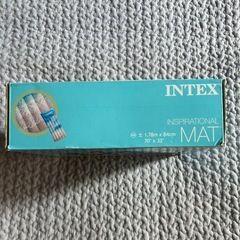 INTEX
INSPIRATIONAL
MAT
± 1.78m x 84cm
70" x 33"